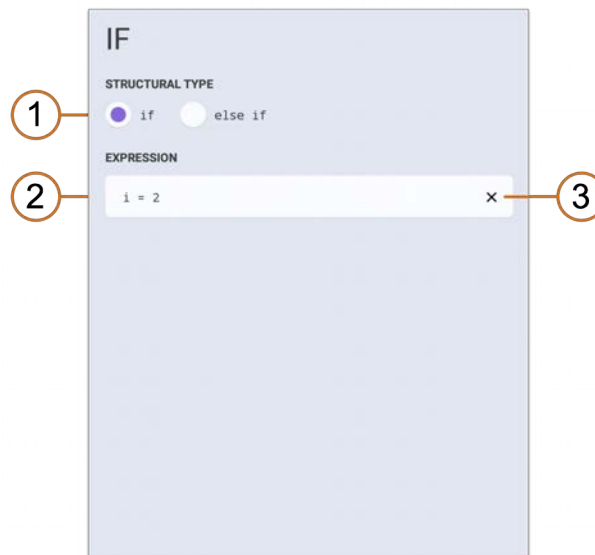 IF
STRUCTURAL TYPE
1 if else if
EXPRESSION
2 i = 2 × 3